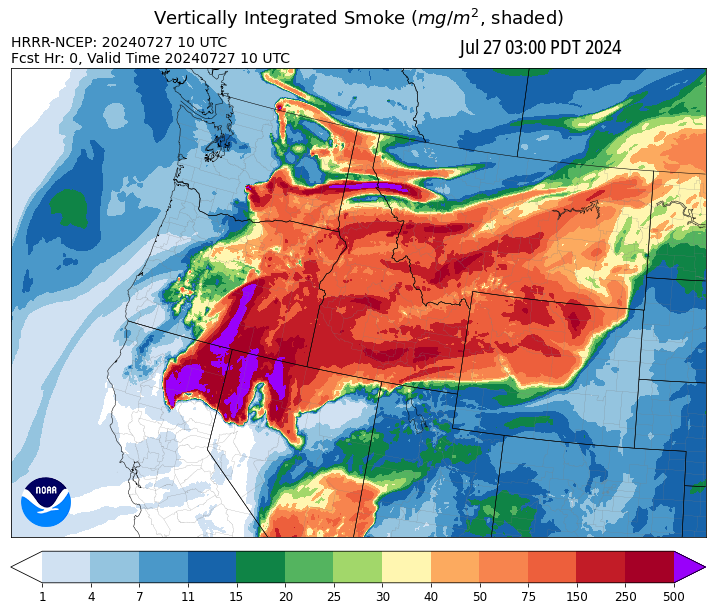 Vertically Integrated Smoke (mg/m², shaded)
HRRR-NCEP: 20240727 10 UTC
Fcst Hr: 0, Valid Time 20240727 10 UTC
Jul 27 03:00 PDT 2024
NOAA
1 4 7 11 15 20 25 30 40 50 75 150 250 500